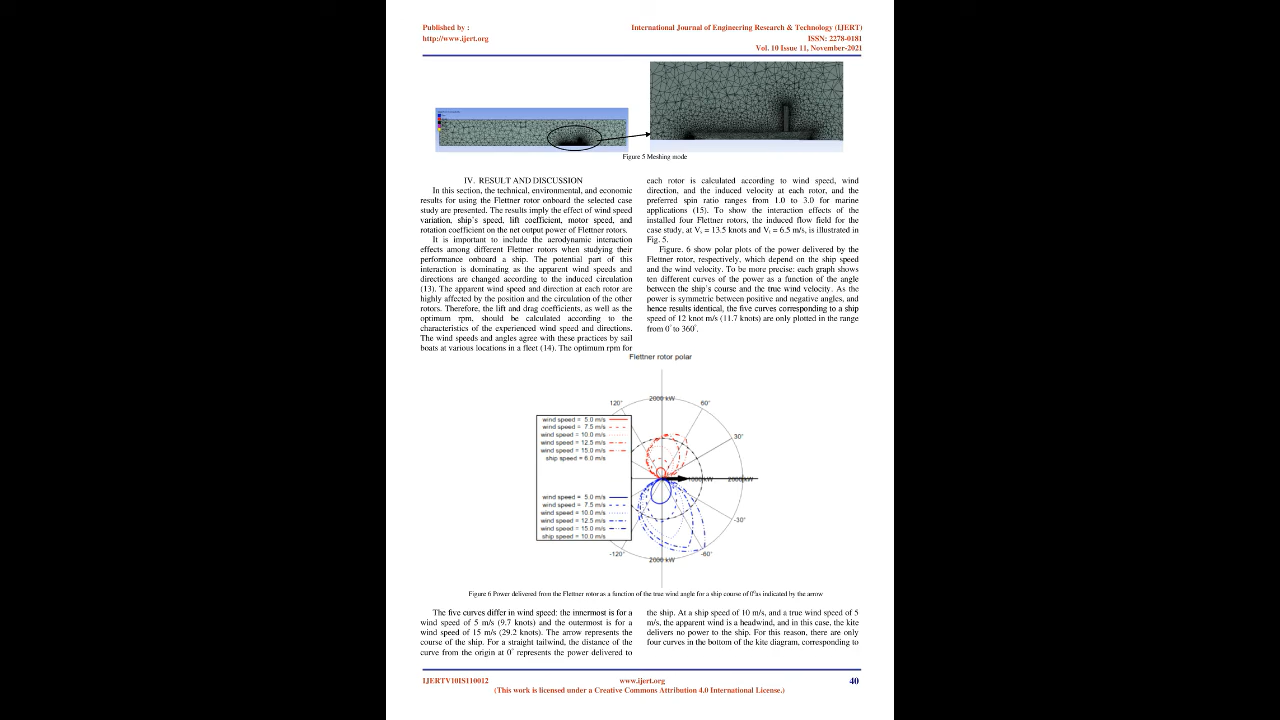 Published by :
http://www.ijert.org
International Journal of Engineering Research & Technology (IJERT)
ISSN: 2278-0181
Vol. 10 Issue 11, November-2021
Figure 5 Meshing mode
IV. RESULT AND DISCUSSION
In this section, the technical, environmental, and economic
results for using the Flettner rotor onboard the selected case
study are presented. The results imply the effect of wind speed
variation, ship's speed, lift coefficient, motor speed, and
rotation coefficient on the net output power of Flettner rotors.
It is important to include the aerodynamic interaction
effects among different Flettner rotors when studying their
performance onboard a ship. The potential part of this
interaction is dominating as the apparent wind speeds and
directions are changed according to the induced circulation
(13). The apparent wind speed and direction at each rotor are
highly affected by the position and the circulation of the other
rotors. Therefore, the lift and drag coefficients, as well as the
optimum rpm, should be calculated according to the
characteristics of the experienced wind speed and directions.
The wind speeds and angles agree with these practices by sail
boats at various locations in a fleet (14). The optimum rpm for
each rotor is calculated according to wind speed, wind
direction, and the induced velocity at each rotor, and the
preferred spin ratio ranges from 1.0 to 3.0 for marine
applications (15). To show the interaction effects of the
installed four Flettner rotors, the induced flow field for the
case study, at Vs = 13.5 knots and Vt = 6.5 m/s, is illustrated in
Fig. 5.
Figure. 6 show polar plots of the power delivered by the
Flettner rotor, respectively, which depend on the ship speed
and the wind velocity. To be more precise: each graph shows
ten different curves of the power as a function of the angle
between the ship's course and the true wind velocity. As the
power is symmetric between positive and negative angles, and
hence results identical, the five curves corresponding to a ship
speed of 12 knot m/s (11.7 knots) are only plotted in the range
from 0° to 360°.
Flettner rotor polar
120°
2000 kW
60°
30°
1000 kW
2000 kW
-30°
-60°
2000 kW
-120°
wind speed = 5.0 m/s
wind speed = 7.5 m/s
wind speed = 10.0 m/s
wind speed = 12.5 m/s
wind speed = 15.0 m/s
ship speed = 6.0 m/s
wind speed = 5.0 m/s
wind speed = 7.5 m/s
wind speed = 10.0 m/s
wind speed = 12.5 m/s
wind speed = 15.0 m/s
ship speed = 10.0 m/s
Figure 6 Power delivered from the Flettner rotor as a function of the true wind angle for a ship course of 0°as indicated by the arrow
The five curves differ in wind speed: the innermost is for a
wind speed of 5 m/s (9.7 knots) and the outermost is for a
wind speed of 15 m/s (29.2 knots). The arrow represents the
course of the ship. For a straight tailwind, the distance of the
curve from the origin at 0° represents the power delivered to
the ship. At a ship speed of 10 m/s, and a true wind speed of 5
m/s, the apparent wind is a headwind, and in this case, the kite
delivers no power to the ship. For this reason, there are only
four curves in the bottom of the kite diagram, corresponding to
IJERTV10IS110012
www.ijert.org
40
(This work is licensed under a Creative Commons Attribution 4.0 International License.)